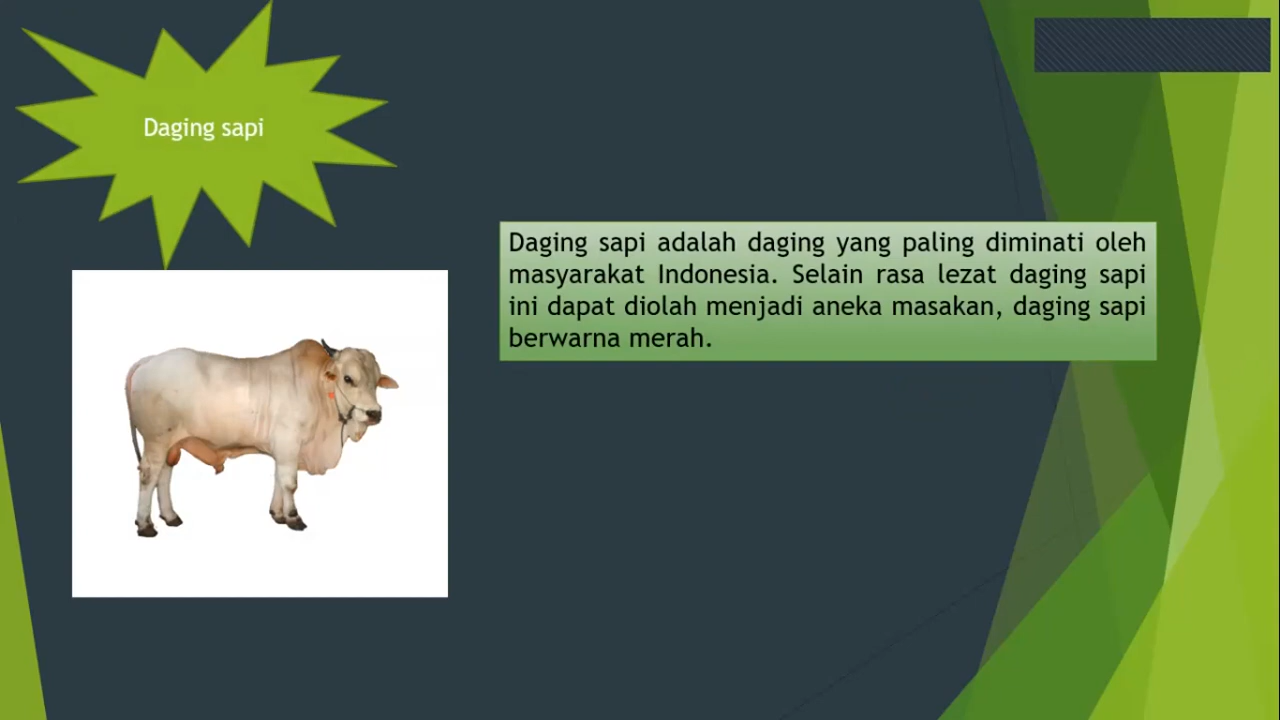 Daging sapi
Daging sapi adalah daging yang paling diminati oleh
masyarakat Indonesia. Selain rasa lezat daging sapi
ini dapat diolah menjadi aneka masakan, daging sapi
berwarna merah.